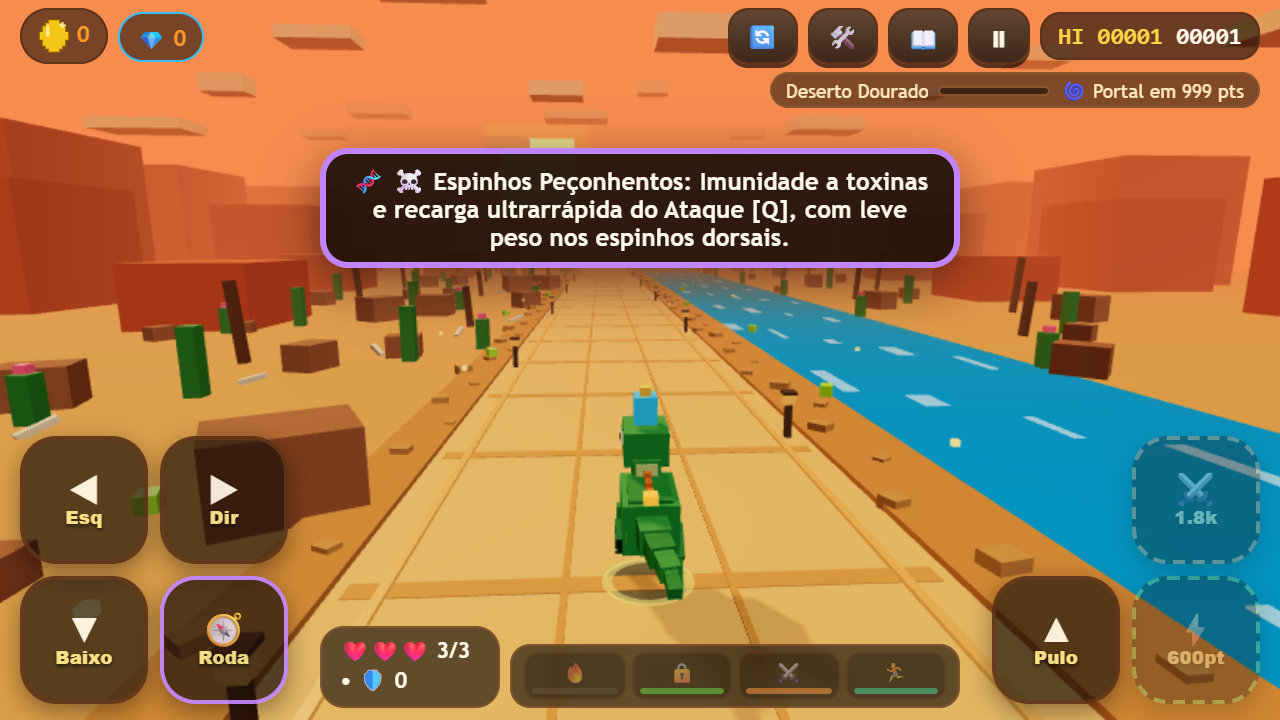 0
0
HI 00001 00001
Deserto Dourado
Portal em 999 pts
Espinhos Peçonhentos: Imunidade a toxinas
e recarga ultrarrápida do Ataque [Q], com leve
peso nos espinhos dorsais.
Esq
Dir
1.8k
Baixo
Roda
3/3
• 0
Pulo
600pt